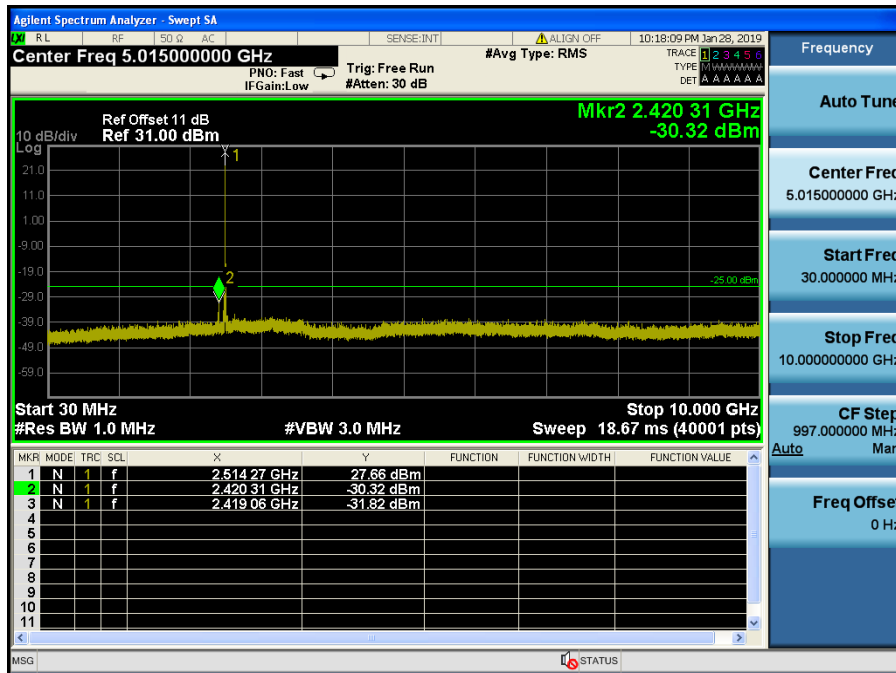 Agilent Spectrum Analyzer - Swept SA
LXI RL RF 50 Ω AC SENSE:INT ALIGN OFF 10:18:09 PM Jan 28, 2019
Center Freq 5.015000000 GHz
PNO: Fast
IFGain:Low
Trig: Free Run
#Atten: 30 dB
#Avg Type: RMS
TRACE 1 2 3 4 5 6
TYPE M W W W W W
DET A A A A A A
Frequency
Ref Offset 11 dB
10 dB/div Ref 31.00 dBm
Log
Mkr2 2.420 31 GHz
-30.32 dBm
1
21.0
11.0
1.00
-9.00
-19.0
2
-25.00 dBm
-29.0
-39.0
-49.0
-59.0
Start 30 MHz Stop 10.000 GHz
#Res BW 1.0 MHz #VBW 3.0 MHz Sweep 18.67 ms (40001 pts)
MKR MODE TRC SCL X Y FUNCTION FUNCTION WIDTH FUNCTION VALUE
1 N 1 f 2.514 27 GHz 27.66 dBm
2 N 1 f 2.420 31 GHz -30.32 dBm
3 N 1 f 2.419 06 GHz -31.82 dBm
4
5
6
7
8
9
10
11
MSG STATUS
Auto Tune
Center Freq
5.015000000 GHz
Start Freq
30.000000 MHz
Stop Freq
10.000000000 GHz
CF Step
997.000000 MHz
Auto Man
Freq Offset
0 Hz